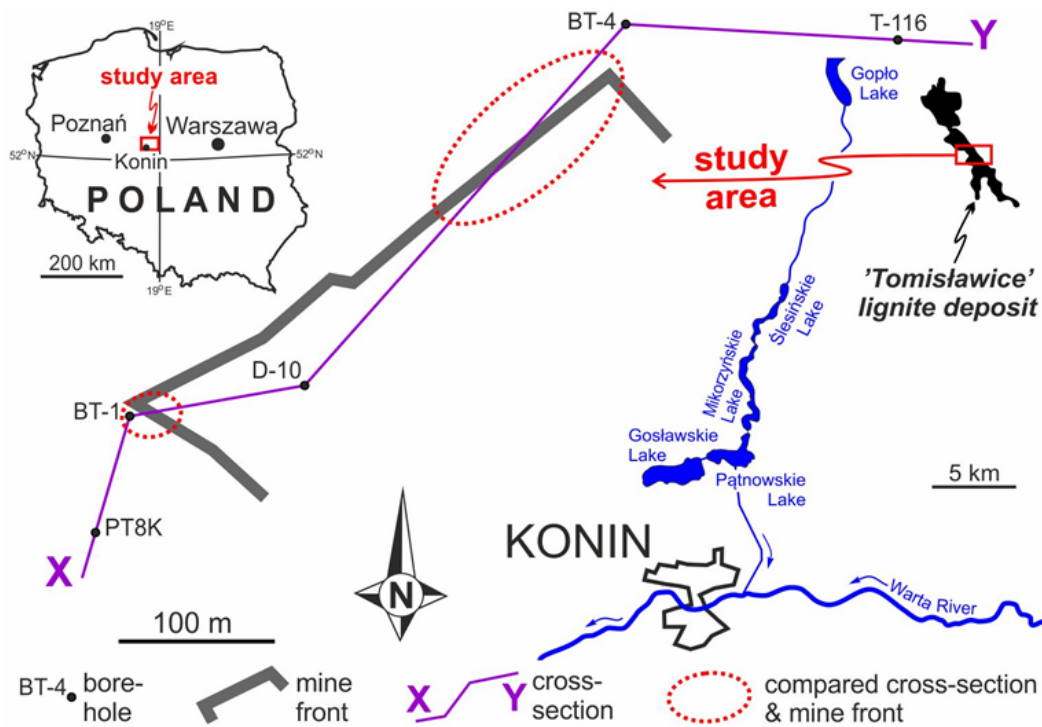 19°E
study
area
Poznań
Warszawa
52°N
52°N
Konin
POLAND
200 km
19°E
BT-4
T-116
Y
Gopło
Lake
study
area
'Tomisławice'
lignite deposit
Ślesińskie
Lake
Mikorzyńskie
Lake
D-10
BT-1
Gosławskie
Lake
Pątnowskie
Lake
5 km
PT8K
X
KONIN
N
Warta River
100 m
BT-4
bore-
hole
mine
front
X
Y
cross-
section
compared cross-section
& mine front